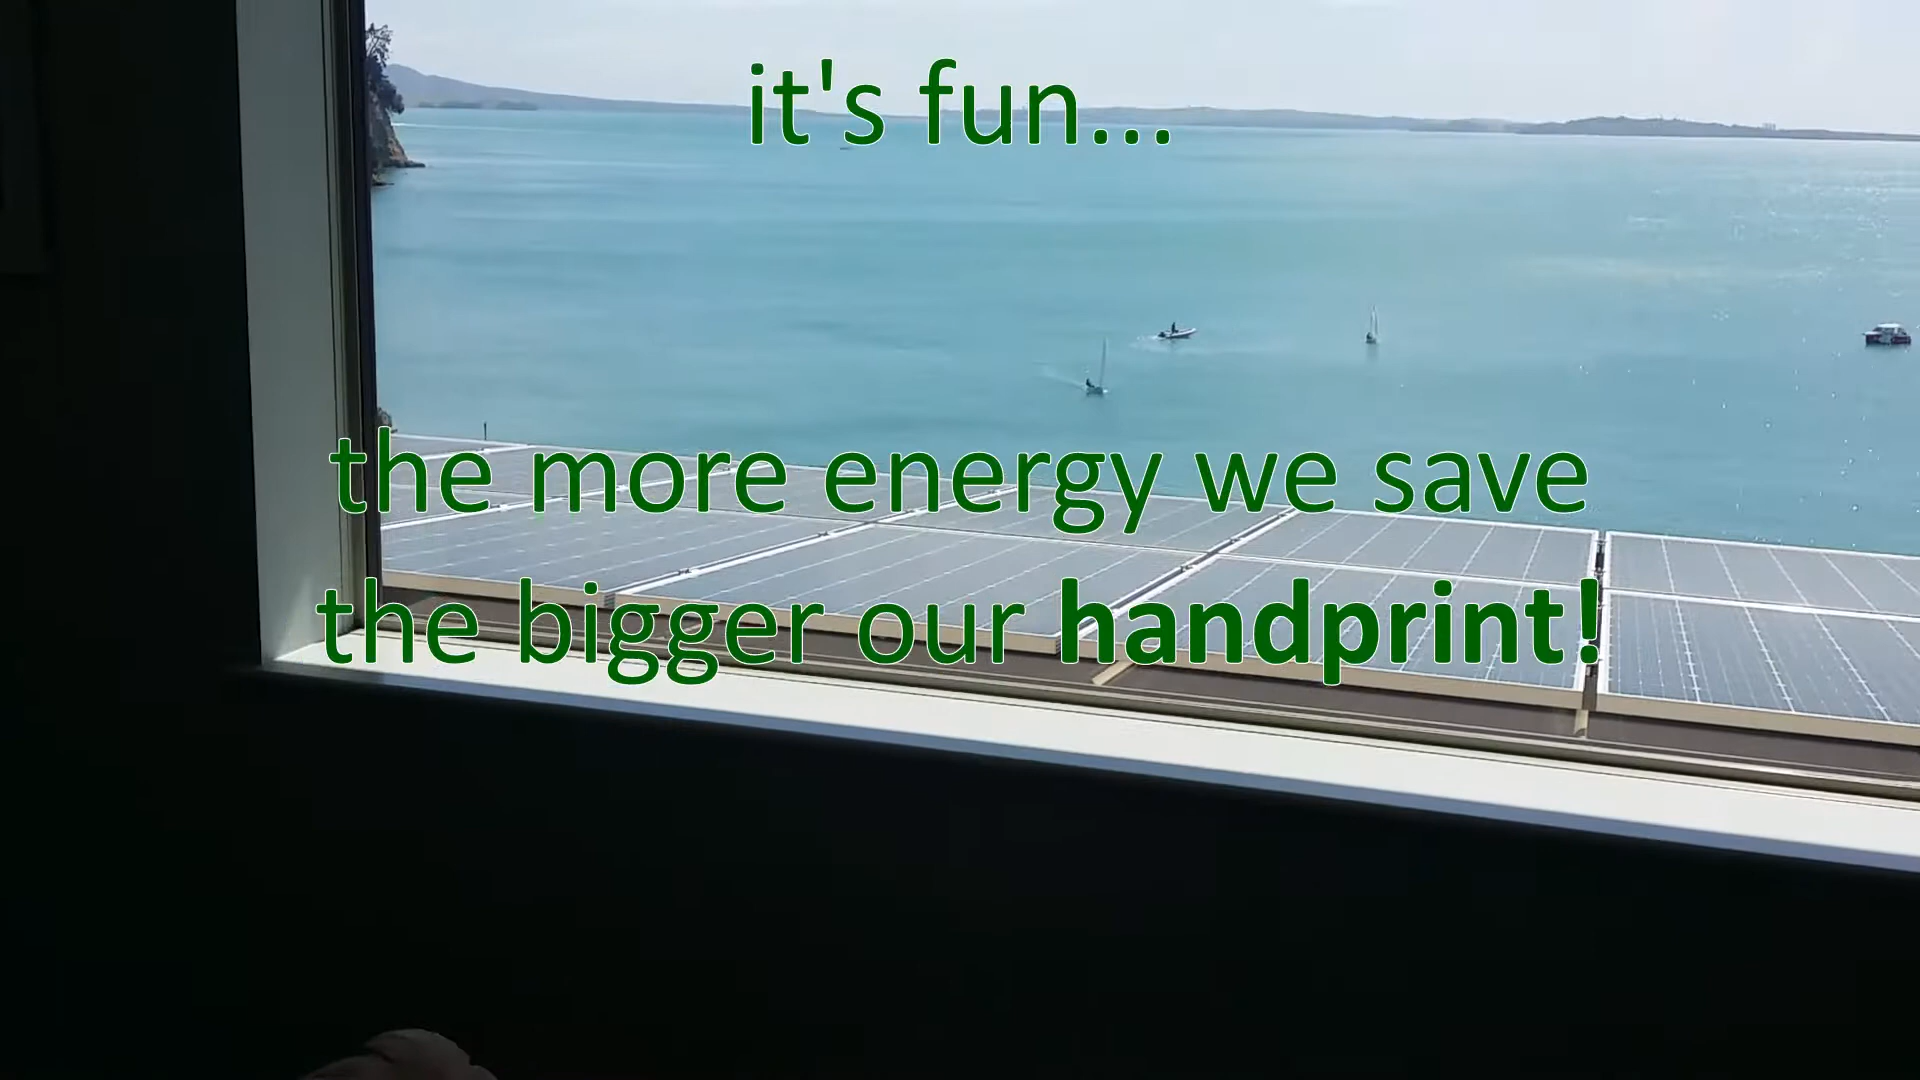 it's fun...
the more energy we save
the bigger our handprint!